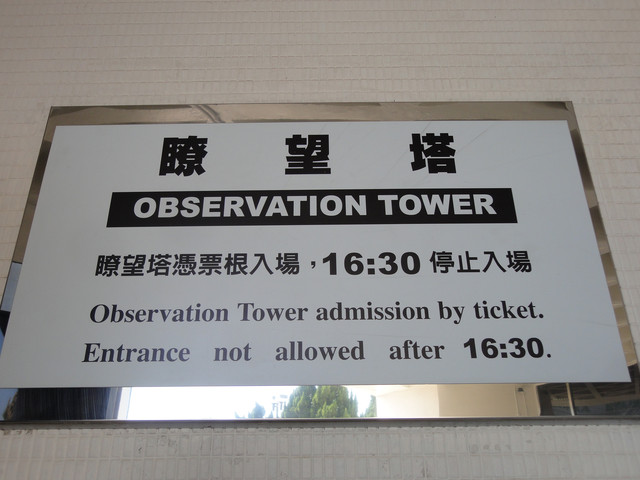 瞭望塔
OBSERVATION TOWER
瞭望塔憑票根入場，16:30 停止入場
Observation Tower admission by ticket.
Entrance not allowed after 16:30.